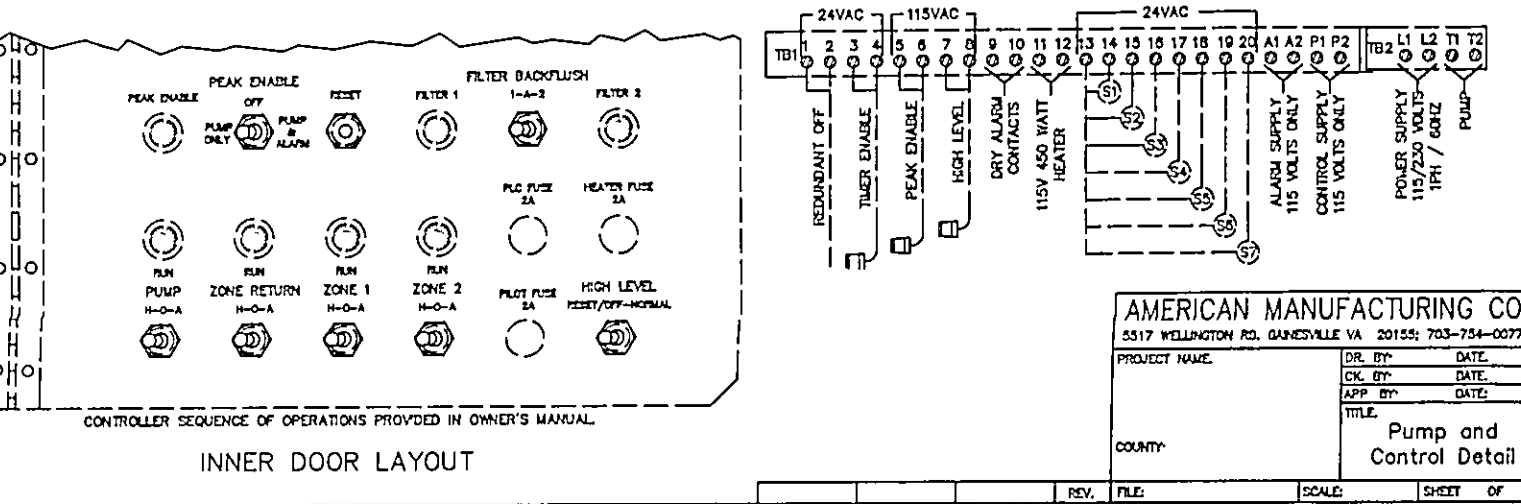 PEAK ENABLE
FILTER BACKFLUSH
PEAK ENABLE
OFF
RESET
FILTER 1
1-A-2
FILTER 2
PUMP ONLY
PUMP & ALARM
PLC FUSE
2A
HEATER FUSE
2A
RUN
PUMP
H-O-A
RUN
ZONE RETURN
H-O-A
RUN
ZONE 1
H-O-A
RUN
ZONE 2
H-O-A
PILOT FUSE
2A
HIGH LEVEL
RESET/OFF-NORMAL
CONTROLLER SEQUENCE OF OPERATIONS PROV'DED IN OWNER'S MANUAL.
INNER DOOR LAYOUT
24VAC
115VAC
24VAC
TB1
1 2 3 4 5 6 7 8 9 10 11 12 13 14 15 16 17 18 19 20 A1 A2 P1 P2
TB2
L1 L2 T1 T2
REDUNDANT OFF
TIMER ENABLE
PEAK ENABLE
HIGH LEVEL
DRY ALARM
CONTACTS
115V 450 WATT
HEATER
S1
S2
S3
S4
S5
S6
S7
ALARM SUPPLY
115 VOLTS ONLY
CONTROL SUPPLY
115 VOLTS ONLY
POWER SUPPLY
115/230 VOLTS
1PH / 60HZ
PUMP
AMERICAN MANUFACTURING CO
5517 WELLINGTON RD. GAINESVILLE VA 20155; 703-754-0077
PROJECT NAME.
DR. BY: DATE.
CK. BY: DATE.
APP BY: DATE:
TITLE.
Pump and
Control Detail
COUNTY:
REV.
FILE:
SCALE:
SHEET OF